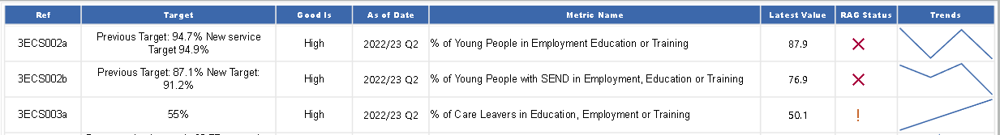 Ref Target Good Is As of Date Metric Name Latest Value RAG Status Trends
3ECS002a Previous Target: 94.7% New service High 2022/23 Q2 % of Young People in Employment Education or Training 87.9
Target 94.9%
3ECS002b Previous Target: 87.1% New Target: High 2022/23 Q2 % of Young People with SEND in Employment, Education or Training 76.9
91.2%
3ECS003a 55% High 2022/23 Q2 % of Care Leavers in Education, Employment or Training 50.1 !